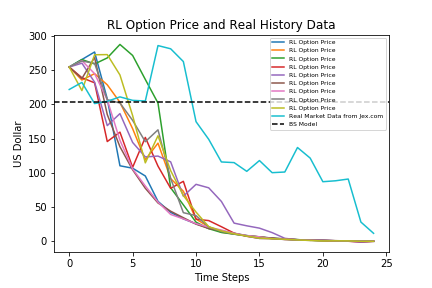 RL Option Price and Real History Data
300
250
200
150
100
50
0
US Dollar
0
5
10
15
20
25
Time Steps
RL Option Price
RL Option Price
RL Option Price
RL Option Price
RL Option Price
RL Option Price
RL Option Price
RL Option Price
RL Option Price
Real Market Data from Jex.com
BS Model